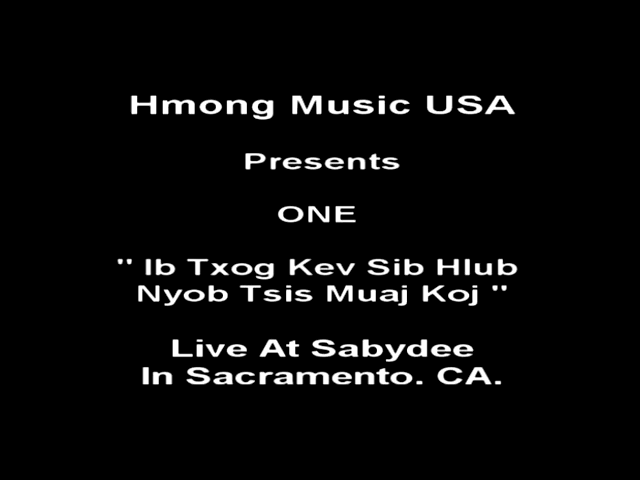 Hmong Music USA
Presents
ONE
" Ib Txog Kev Sib Hlub
Nyob Tsis Muaj Koj "
Live At Sabydee
In Sacramento. CA.